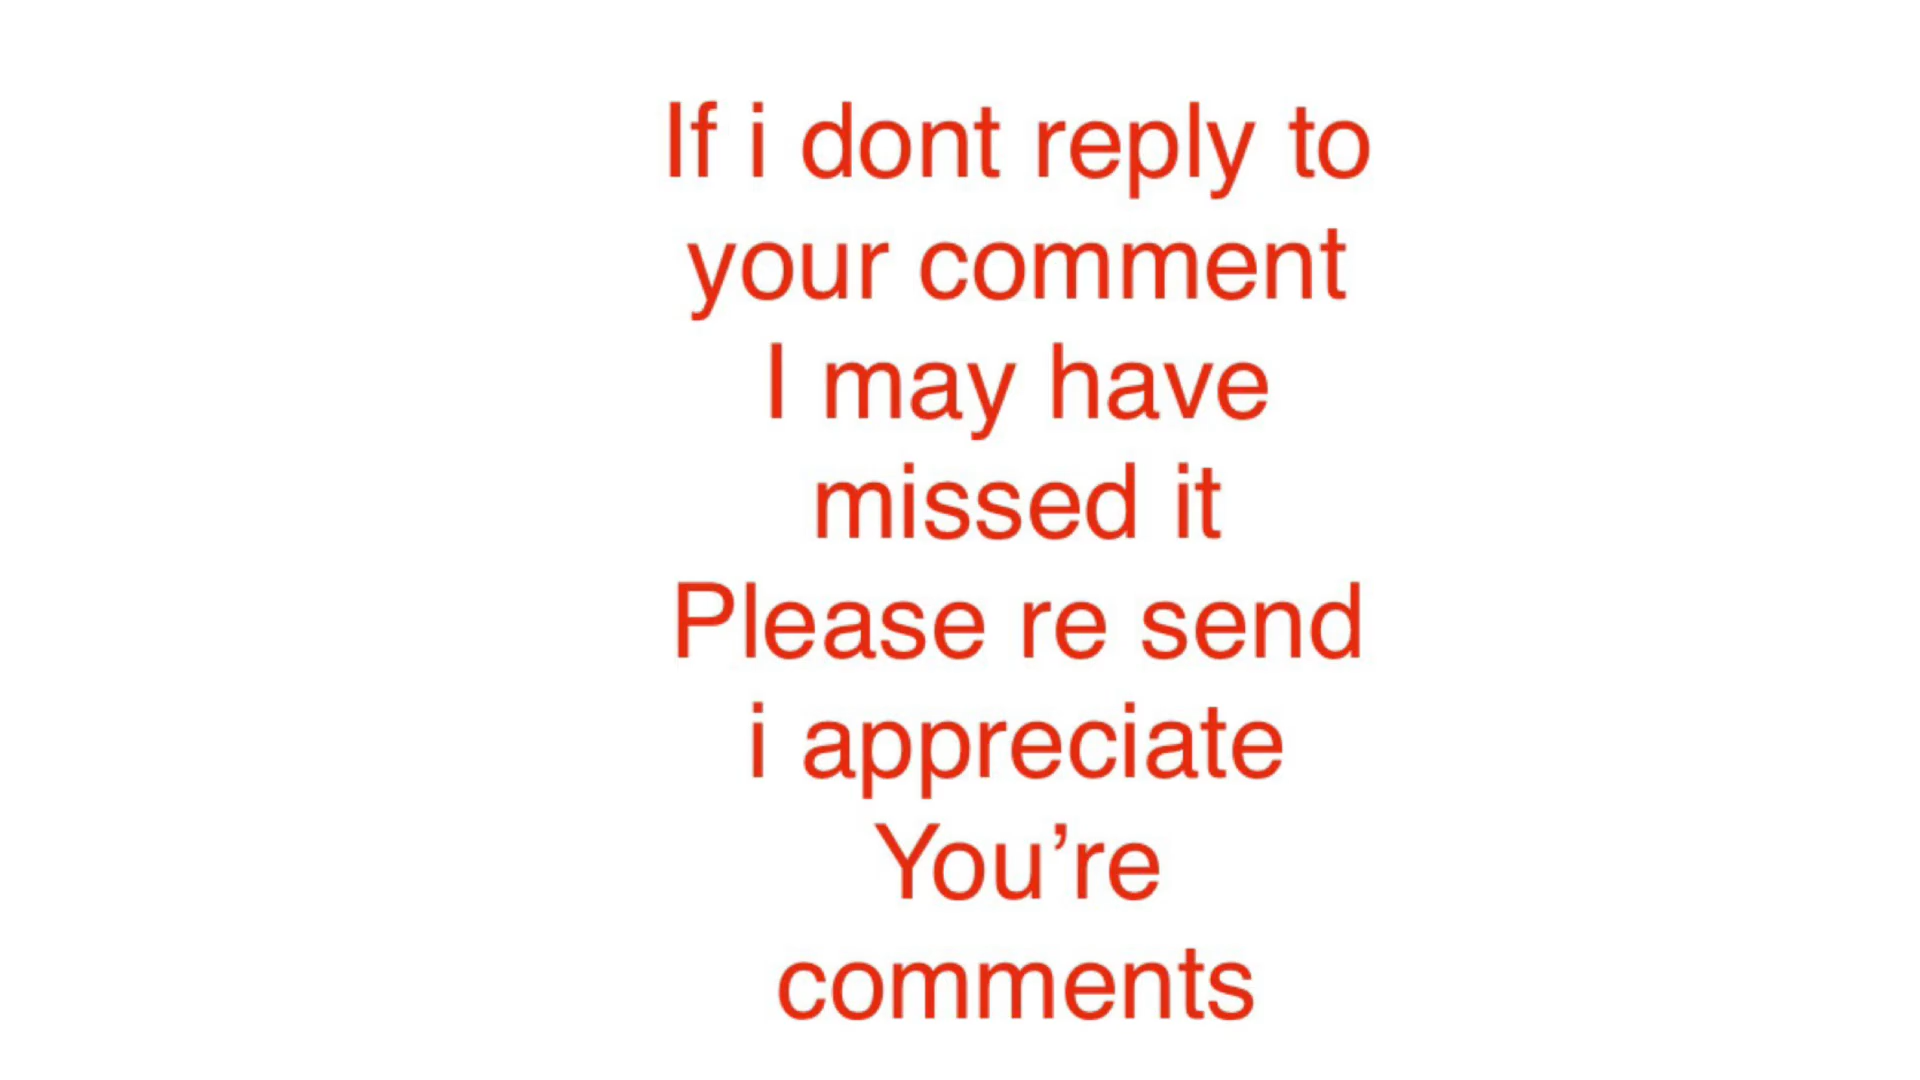 If i dont reply to
your comment
I may have
missed it
Please re send
i appreciate
You’re
comments